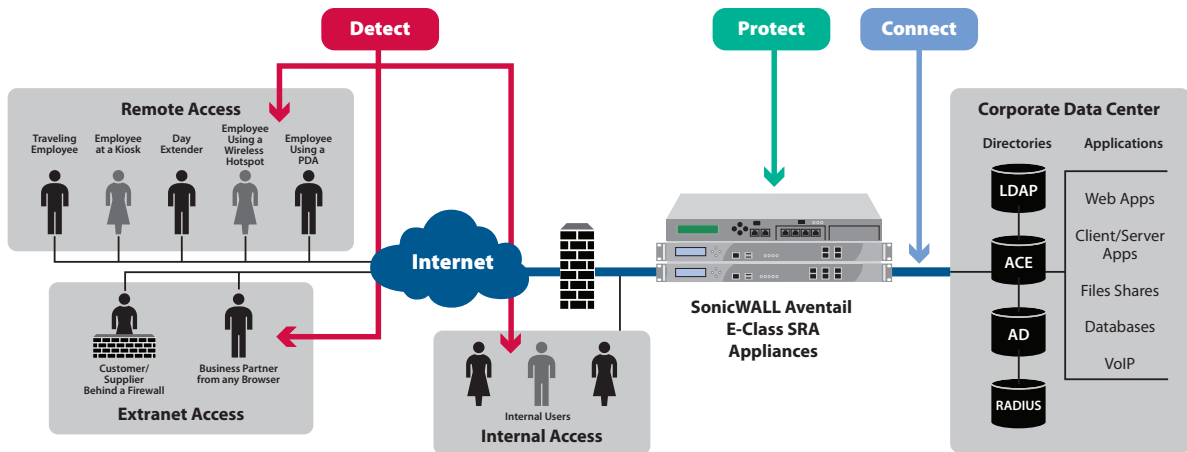 Detect
Protect
Connect
Remote Access
Traveling
Employee
Employee
at a Kiosk
Day
Extender
Employee
Using a
Wireless
Hotspot
Employee
Using a
PDA
Internet
Customer/
Supplier
Behind a Firewall
Business Partner
from any Browser
Extranet Access
Internal Users
Internal Access
SonicWALL Aventail
E-Class SRA
Appliances
Corporate Data Center
Directories
LDAP
ACE
AD
RADIUS
Applications
Web Apps
Client/Server
Apps
Files Shares
Databases
VoIP